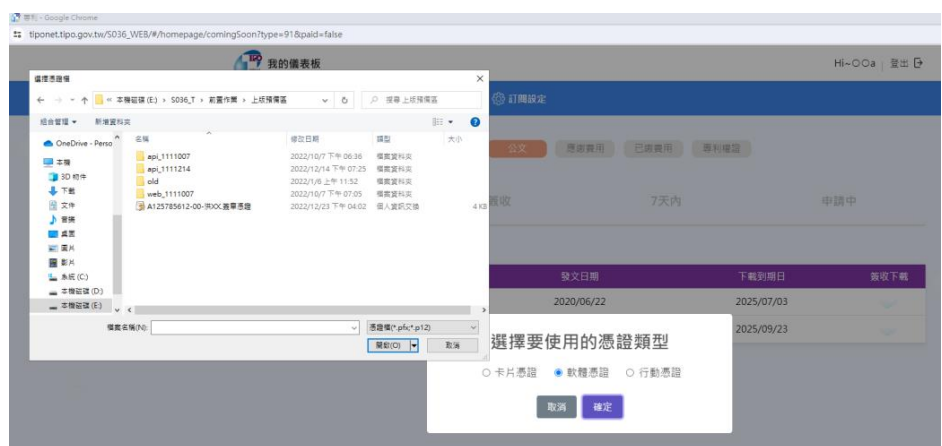 專利 - Google Chrome
tiponet.tipo.gov.tw/S036_WEB/#/homepage/comingSoon?type=91&paid=false
我的儀表板
Hi~OOa | 登出
選擇憑證檔
本機磁碟 (E:) › S036_T › 前置作業 › 上版預備區
搜尋 上版預備區
訂閱設定
組合管理
新增資料夾
名稱
修改日期
類型
大小
OneDrive - Perso
本機
3D 物件
下載
文件
音樂
桌面
圖片
影片
系統 (C:)
本機磁碟 (D:)
本機磁碟 (E:)
api_1111007
2022/10/7 下午 06:36
檔案資料夾
api_1111214
2022/12/14 下午 07:25
檔案資料夾
old
2022/1/6 上午 11:52
檔案資料夾
web_1111007
2022/10/7 下午 07:05
檔案資料夾
A125785612-00-洪XX.簽章憑證
2022/12/23 下午 04:02
個人資訊交換
4 KB
檔案名稱(N):
憑證檔(*.pfx;*.p12)
開啟(O)
取消
公文
應繳費用
已繳費用
專利權證
簽收
7天內
申請中
發文日期
下載到期日
簽收下載
2020/06/22
2025/07/03
2025/09/23
選擇要使用的憑證類型
卡片憑證
軟體憑證
行動憑證
取消
確定